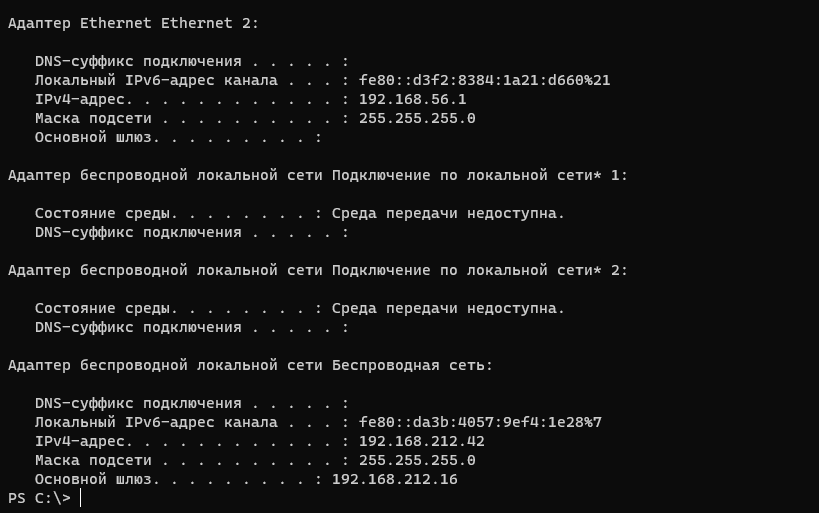 Адаптер Ethernet Ethernet 2:
DNS-суффикс подключения . . . . . :
Локальный IPv6-адрес канала . . . : fe80::d3f2:8384:1a21:d660%21
IPv4-адрес. . . . . . . . . . . . : 192.168.56.1
Маска подсети . . . . . . . . . . : 255.255.255.0
Основной шлюз. . . . . . . . . :
Адаптер беспроводной локальной сети Подключение по локальной сети* 1:
Состояние среды. . . . . . . . : Среда передачи недоступна.
DNS-суффикс подключения . . . . . :
Адаптер беспроводной локальной сети Подключение по локальной сети* 2:
Состояние среды. . . . . . . . : Среда передачи недоступна.
DNS-суффикс подключения . . . . . :
Адаптер беспроводной локальной сети Беспроводная сеть:
DNS-суффикс подключения . . . . . :
Локальный IPv6-адрес канала . . . : fe80::da3b:4057:9ef4:1e28%7
IPv4-адрес. . . . . . . . . . . . : 192.168.212.42
Маска подсети . . . . . . . . . . : 255.255.255.0
Основной шлюз. . . . . . . . . : 192.168.212.16
PS C:\>